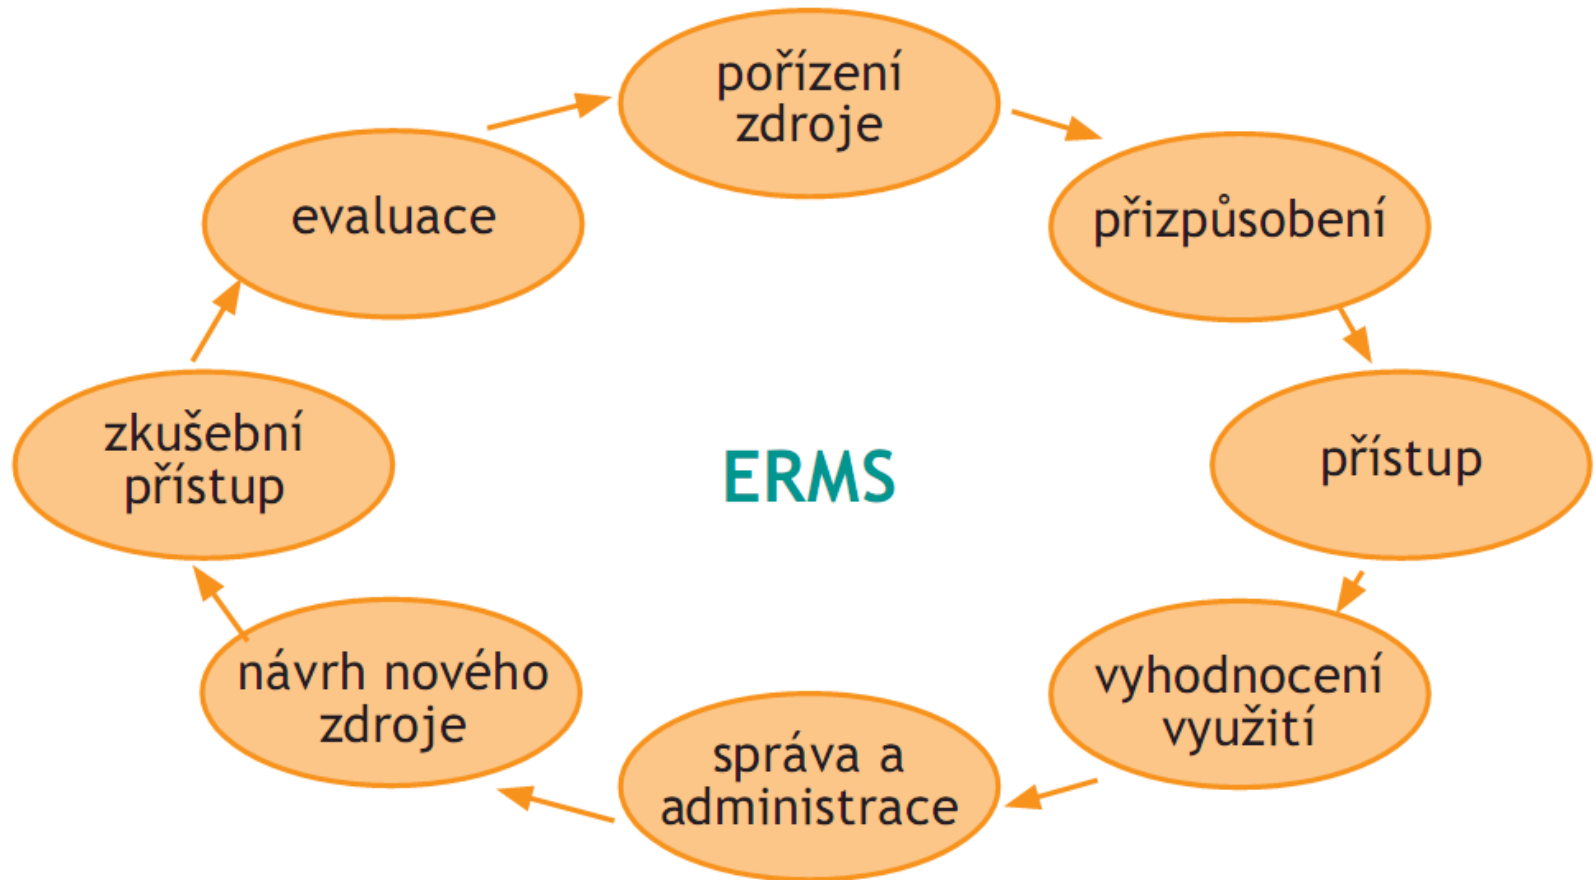 pořízení
zdroje
přizpůsobení
přístup
vyhodnocení
využití
správa a
administrace
návrh nového
zdroje
zkušební
přístup
evaluace
ERMS